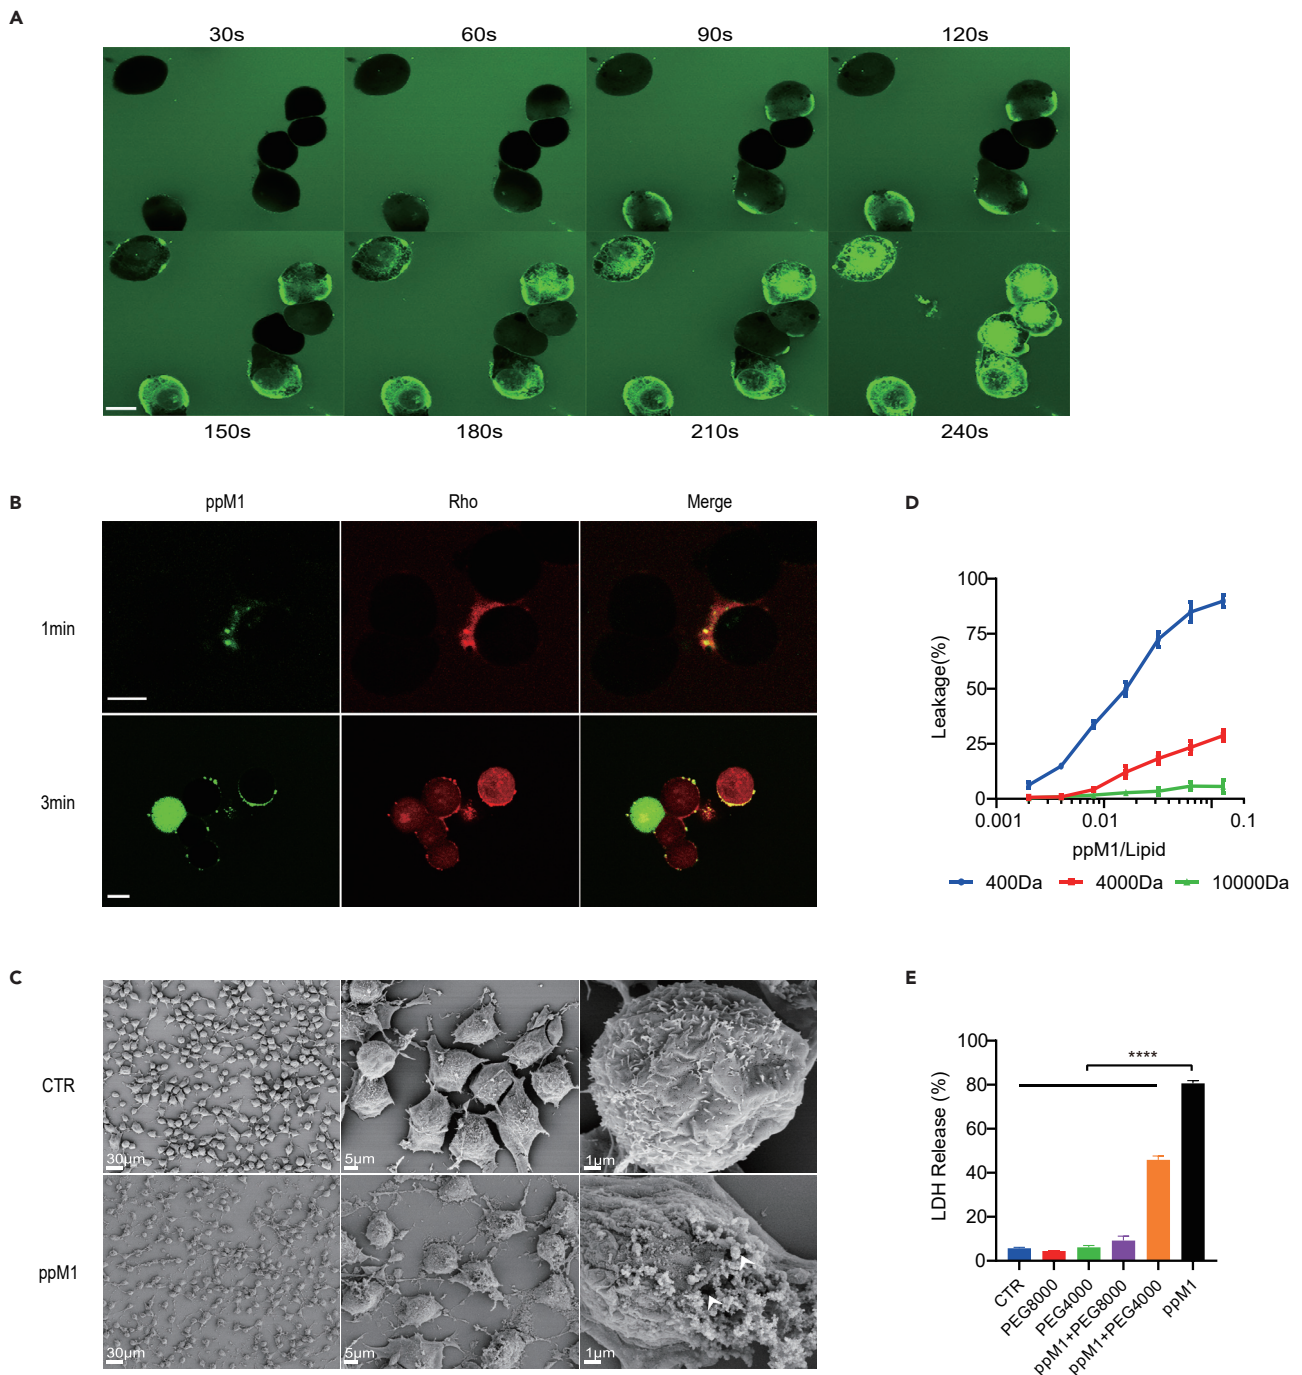 A
30s 60s 90s 120s
150s 180s 210s 240s
B
ppM1 Rho Merge
1min
3min
D
100
75
50
25
0
Leakage(%)
0.001 0.01 0.1
ppM1/Lipid
400Da 4000Da 10000Da
C
CTR
30μm 5μm 1μm
ppM1
30μm 5μm 1μm
E
****
100
80
60
40
20
0
LDH Release (%)
CTR
PEG8000
PEG4000
ppM1+PEG8000
ppM1+PEG4000
ppM1